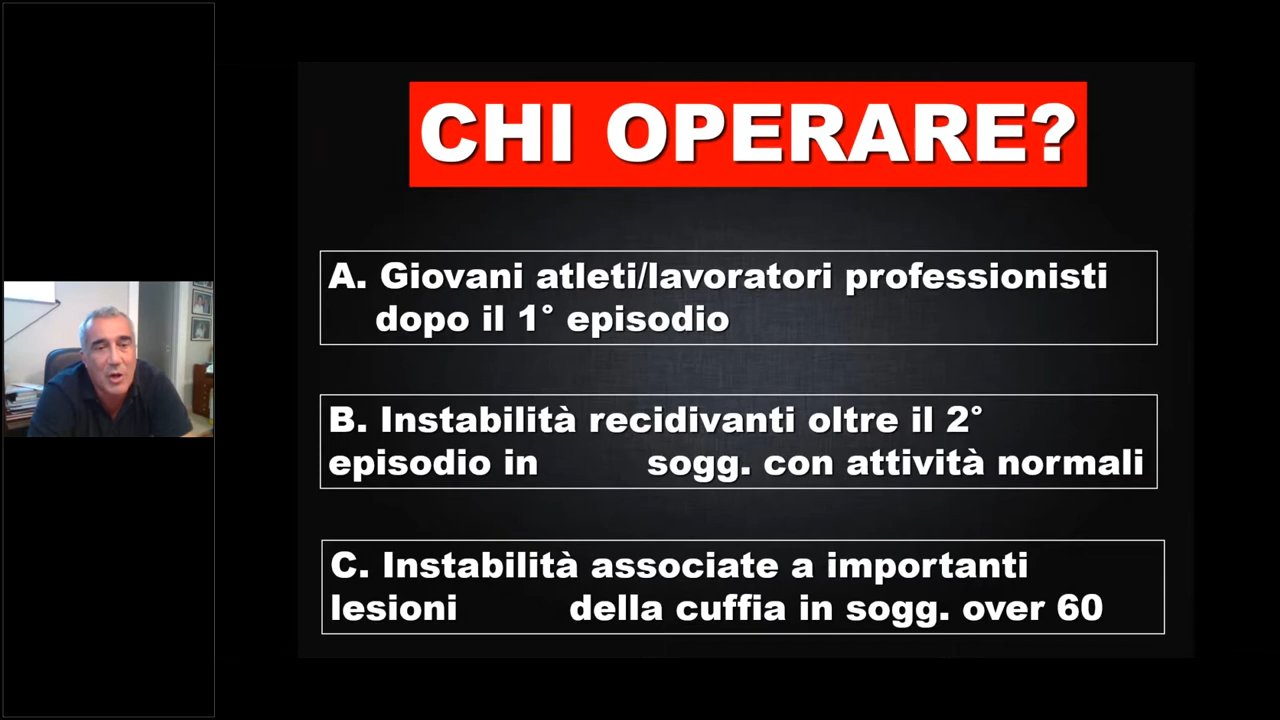 CHI OPERARE?
A. Giovani atleti/lavoratori professionisti
dopo il 1° episodio
B. Instabilità recidivanti oltre il 2°
episodio in sogg. con attività normali
C. Instabilità associate a importanti
lesioni della cuffia in sogg. over 60